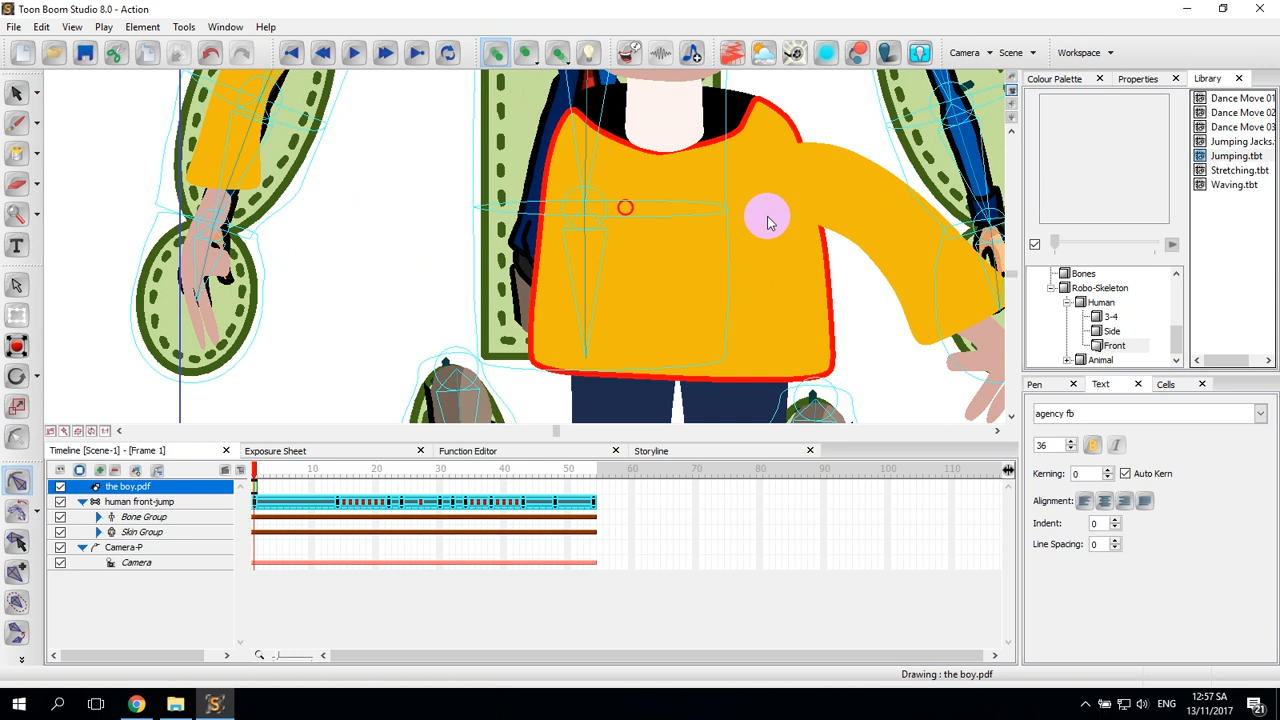 Toon Boom Studio 8.0 - Action
File Edit View Play Element Tools Window Help
Camera Scene Workspace
Colour Palette Properties Library
Dance Move 01
Dance Move 02
Dance Move 03
Jumping Jacks.
Jumping.tbt
Stretching.tbt
Waving.tbt
Bones
Robo-Skeleton
Human
3-4
Side
Front
Animal
Pen Text Cells
agency fb
36 B I
Kerning: 0 Auto Kern
Alignment:
Indent: 0
Line Spacing: 0
1:1
Timeline [Scene-1] - [Frame 1] Exposure Sheet Function Editor Storyline
10 20 30 40 50 60 70 80 90 100 110
the boy.pdf
human front-jump
Bone Group
Skin Group
Camera-P
Camera
Drawing : the boy.pdf
ENG
12:57 SA
13/11/2017
21